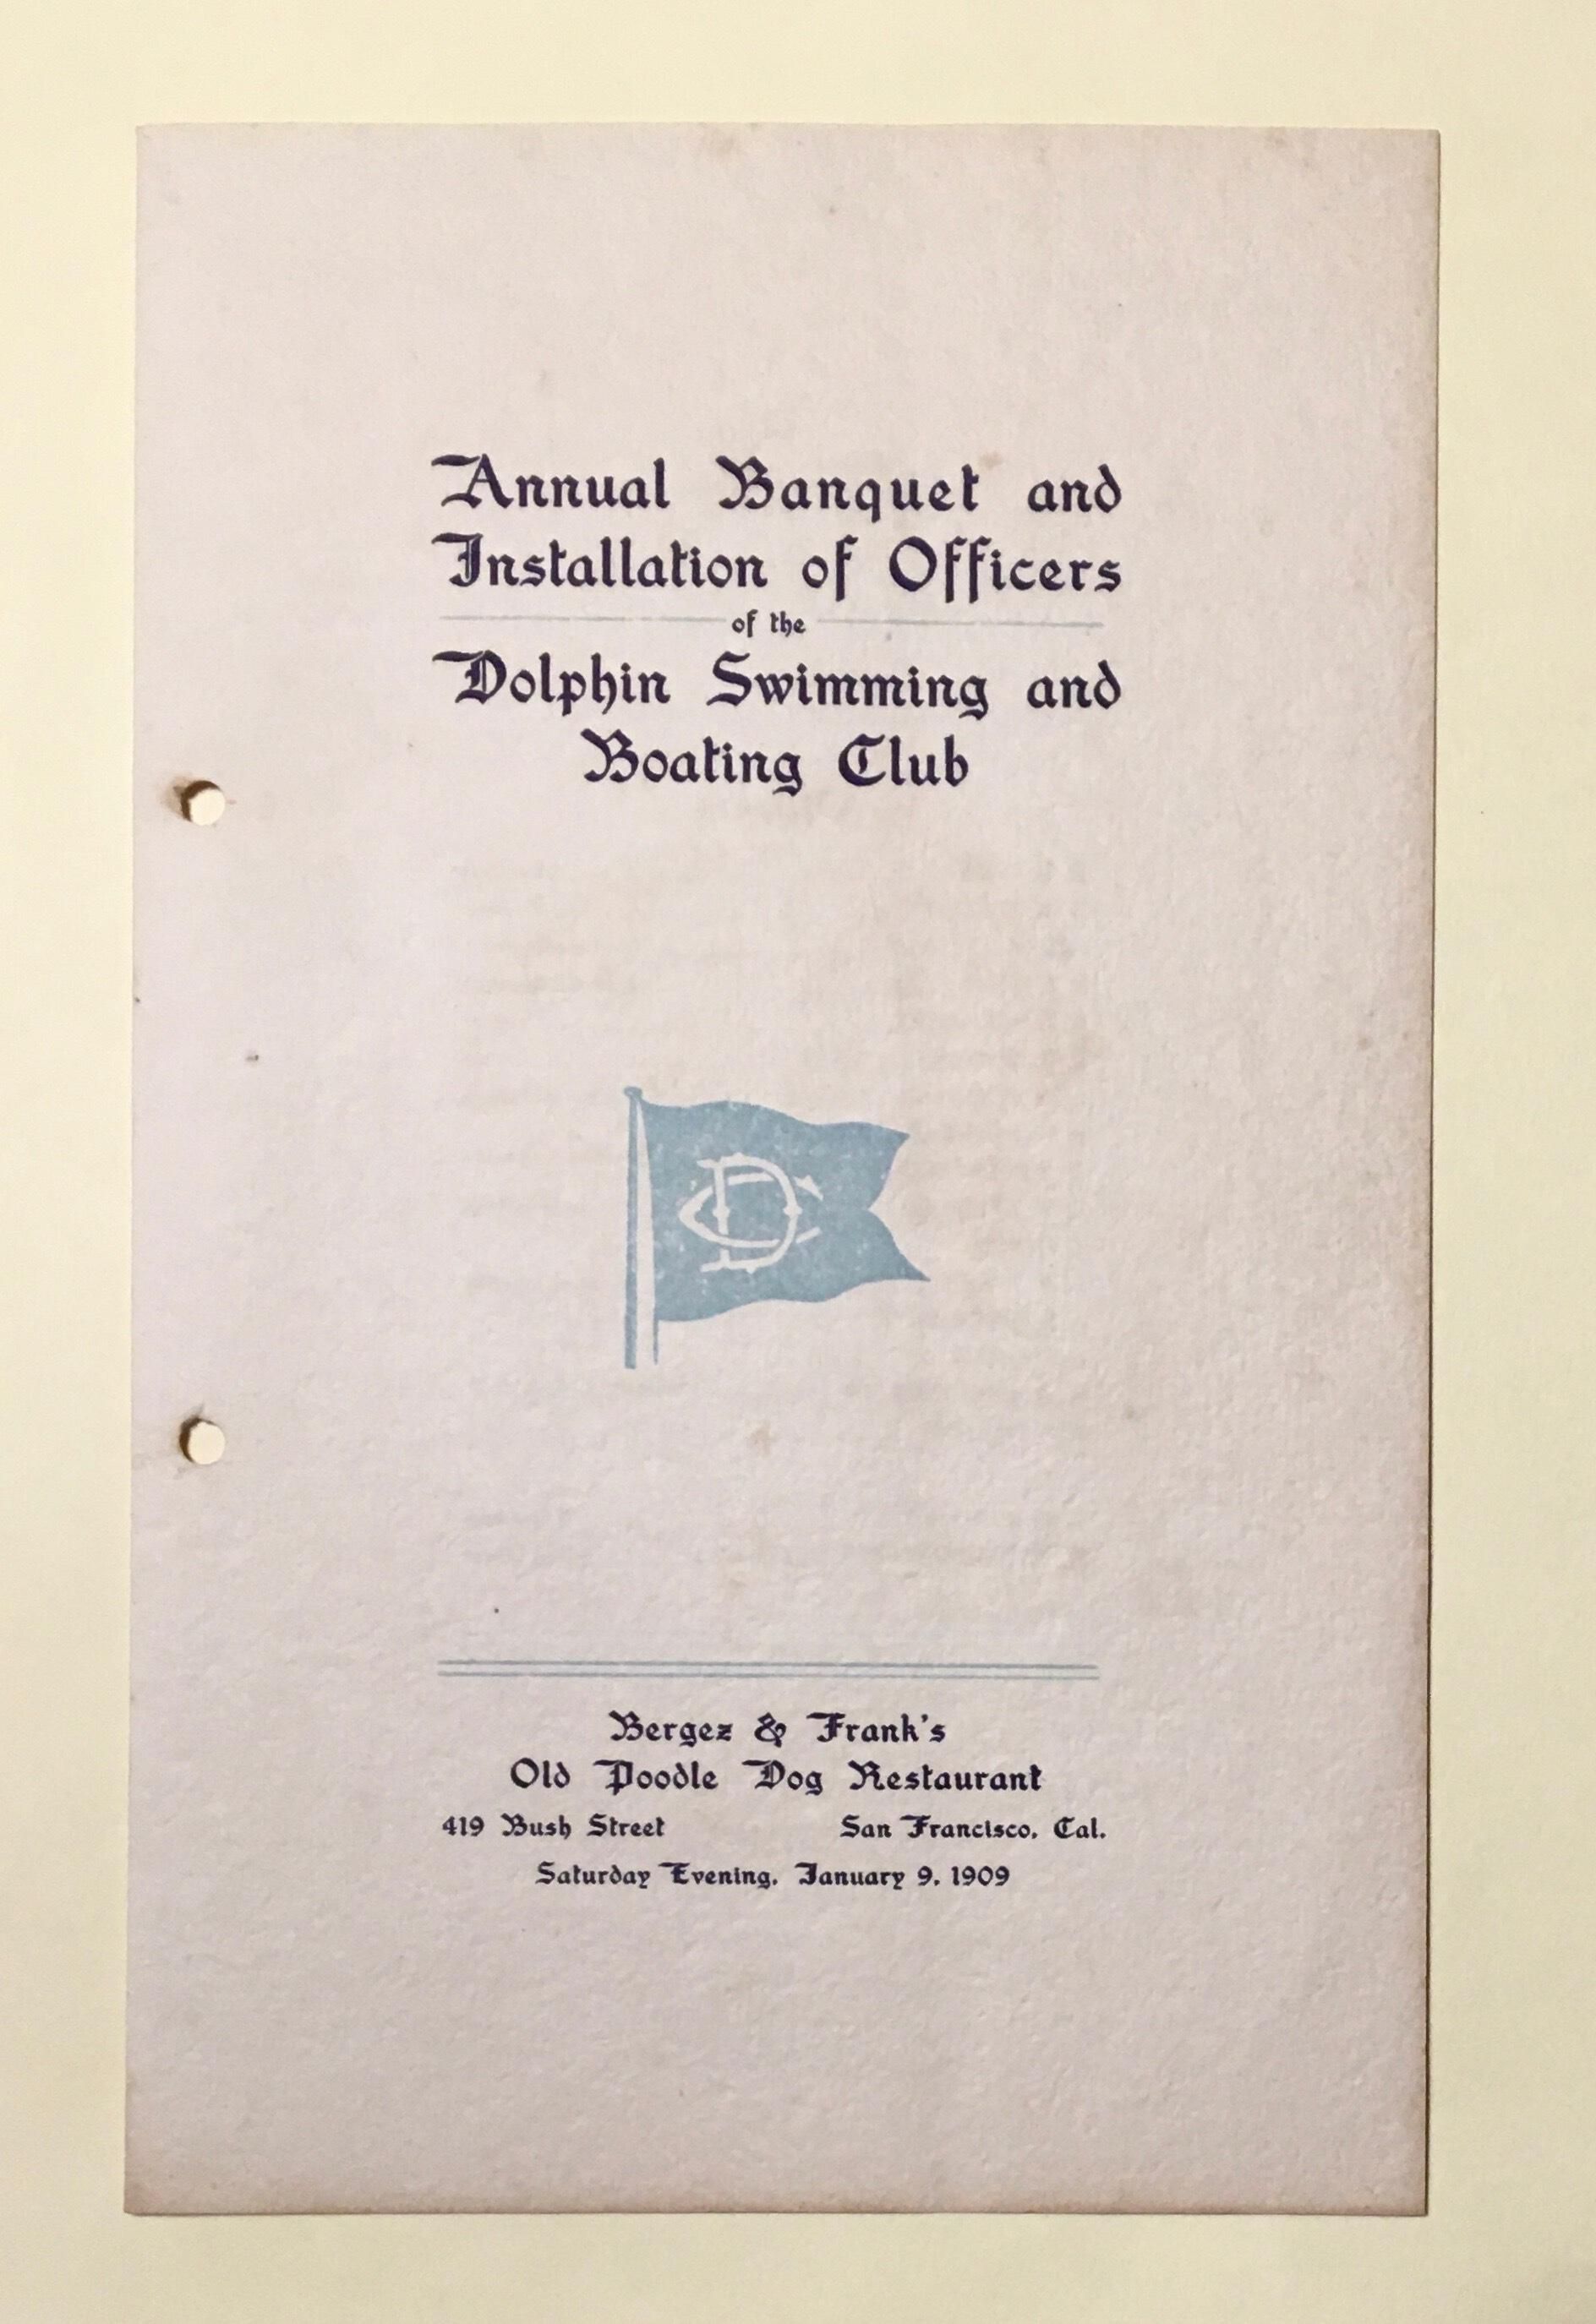 Annual Banquet and
Installation of Officers
of the
Dolphin Swimming and
Boating Club
DC
Bergez & Frank's
Old Poodle Dog Restaurant
419 Bush Street San Francisco, Cal.
Saturday Evening, January 9, 1909